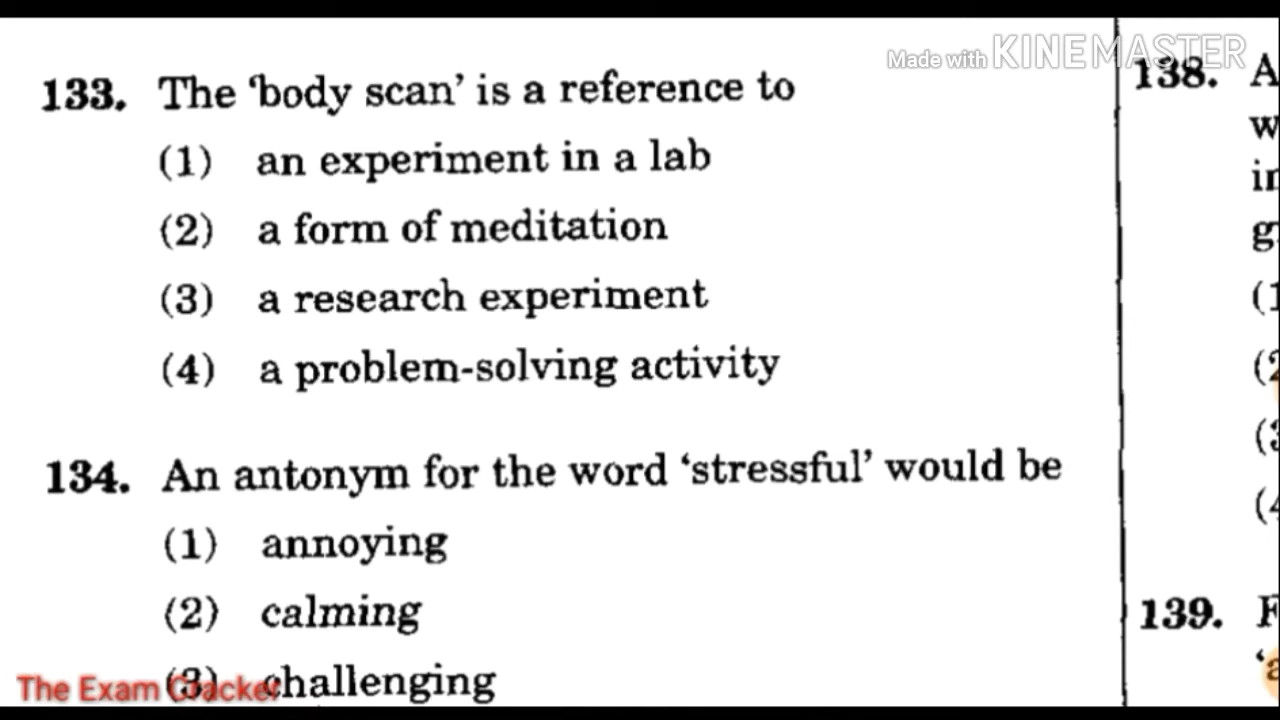 Made with KINEMASTER
133. The ‘body scan’ is a reference to
(1) an experiment in a lab
(2) a form of meditation
(3) a research experiment
(4) a problem-solving activity
134. An antonym for the word ‘stressful’ would be
(1) annoying
(2) calming
(3) challenging
The Exam Cracker
138. A
139.